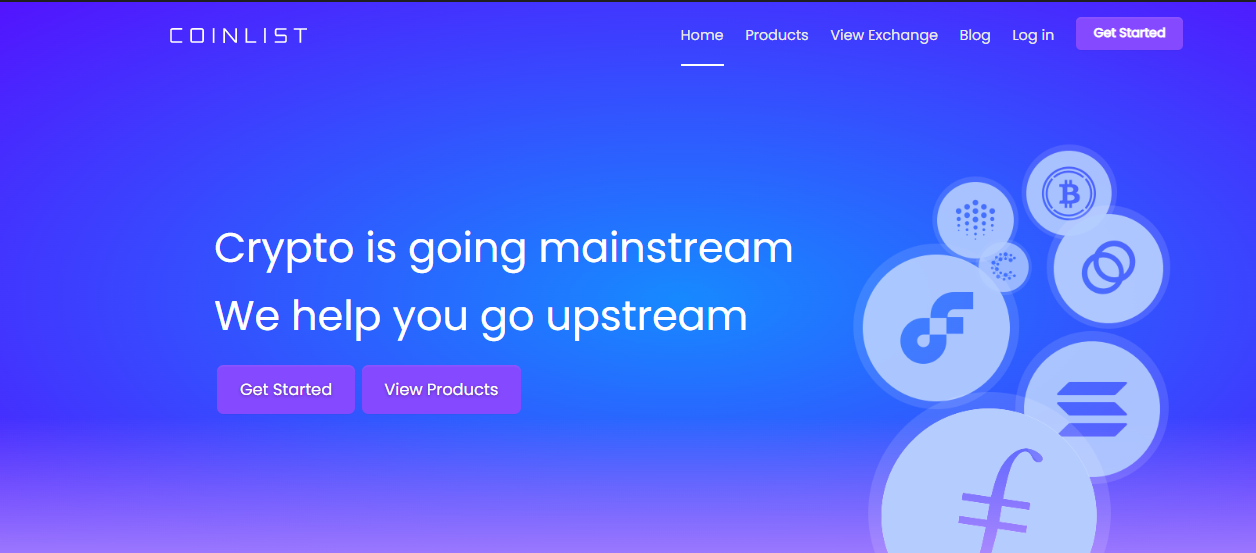 COINLIST
Home Products View Exchange Blog Log in Get Started
Crypto is going mainstream
We help you go upstream
Get Started View Products